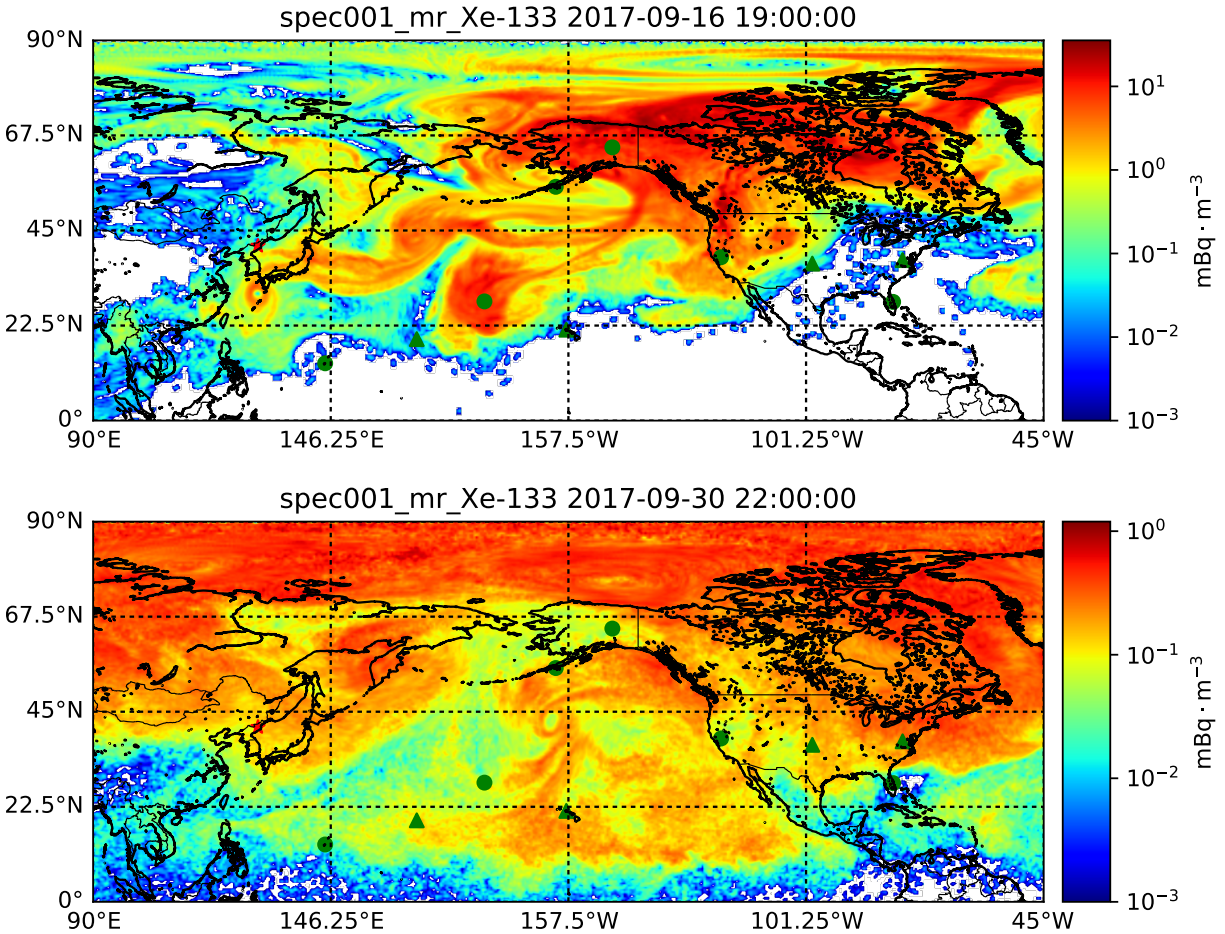 spec001_mr_Xe-133 2017-09-16 19:00:00
90°N
67.5°N
45°N
22.5°N
0°
90°E
146.25°E
157.5°W
101.25°W
45°W
10¹
10⁰
10⁻¹
10⁻²
10⁻³
mBq · m⁻³
spec001_mr_Xe-133 2017-09-30 22:00:00
90°N
67.5°N
45°N
22.5°N
0°
90°E
146.25°E
157.5°W
101.25°W
45°W
10⁰
10⁻¹
10⁻²
10⁻³
mBq · m⁻³